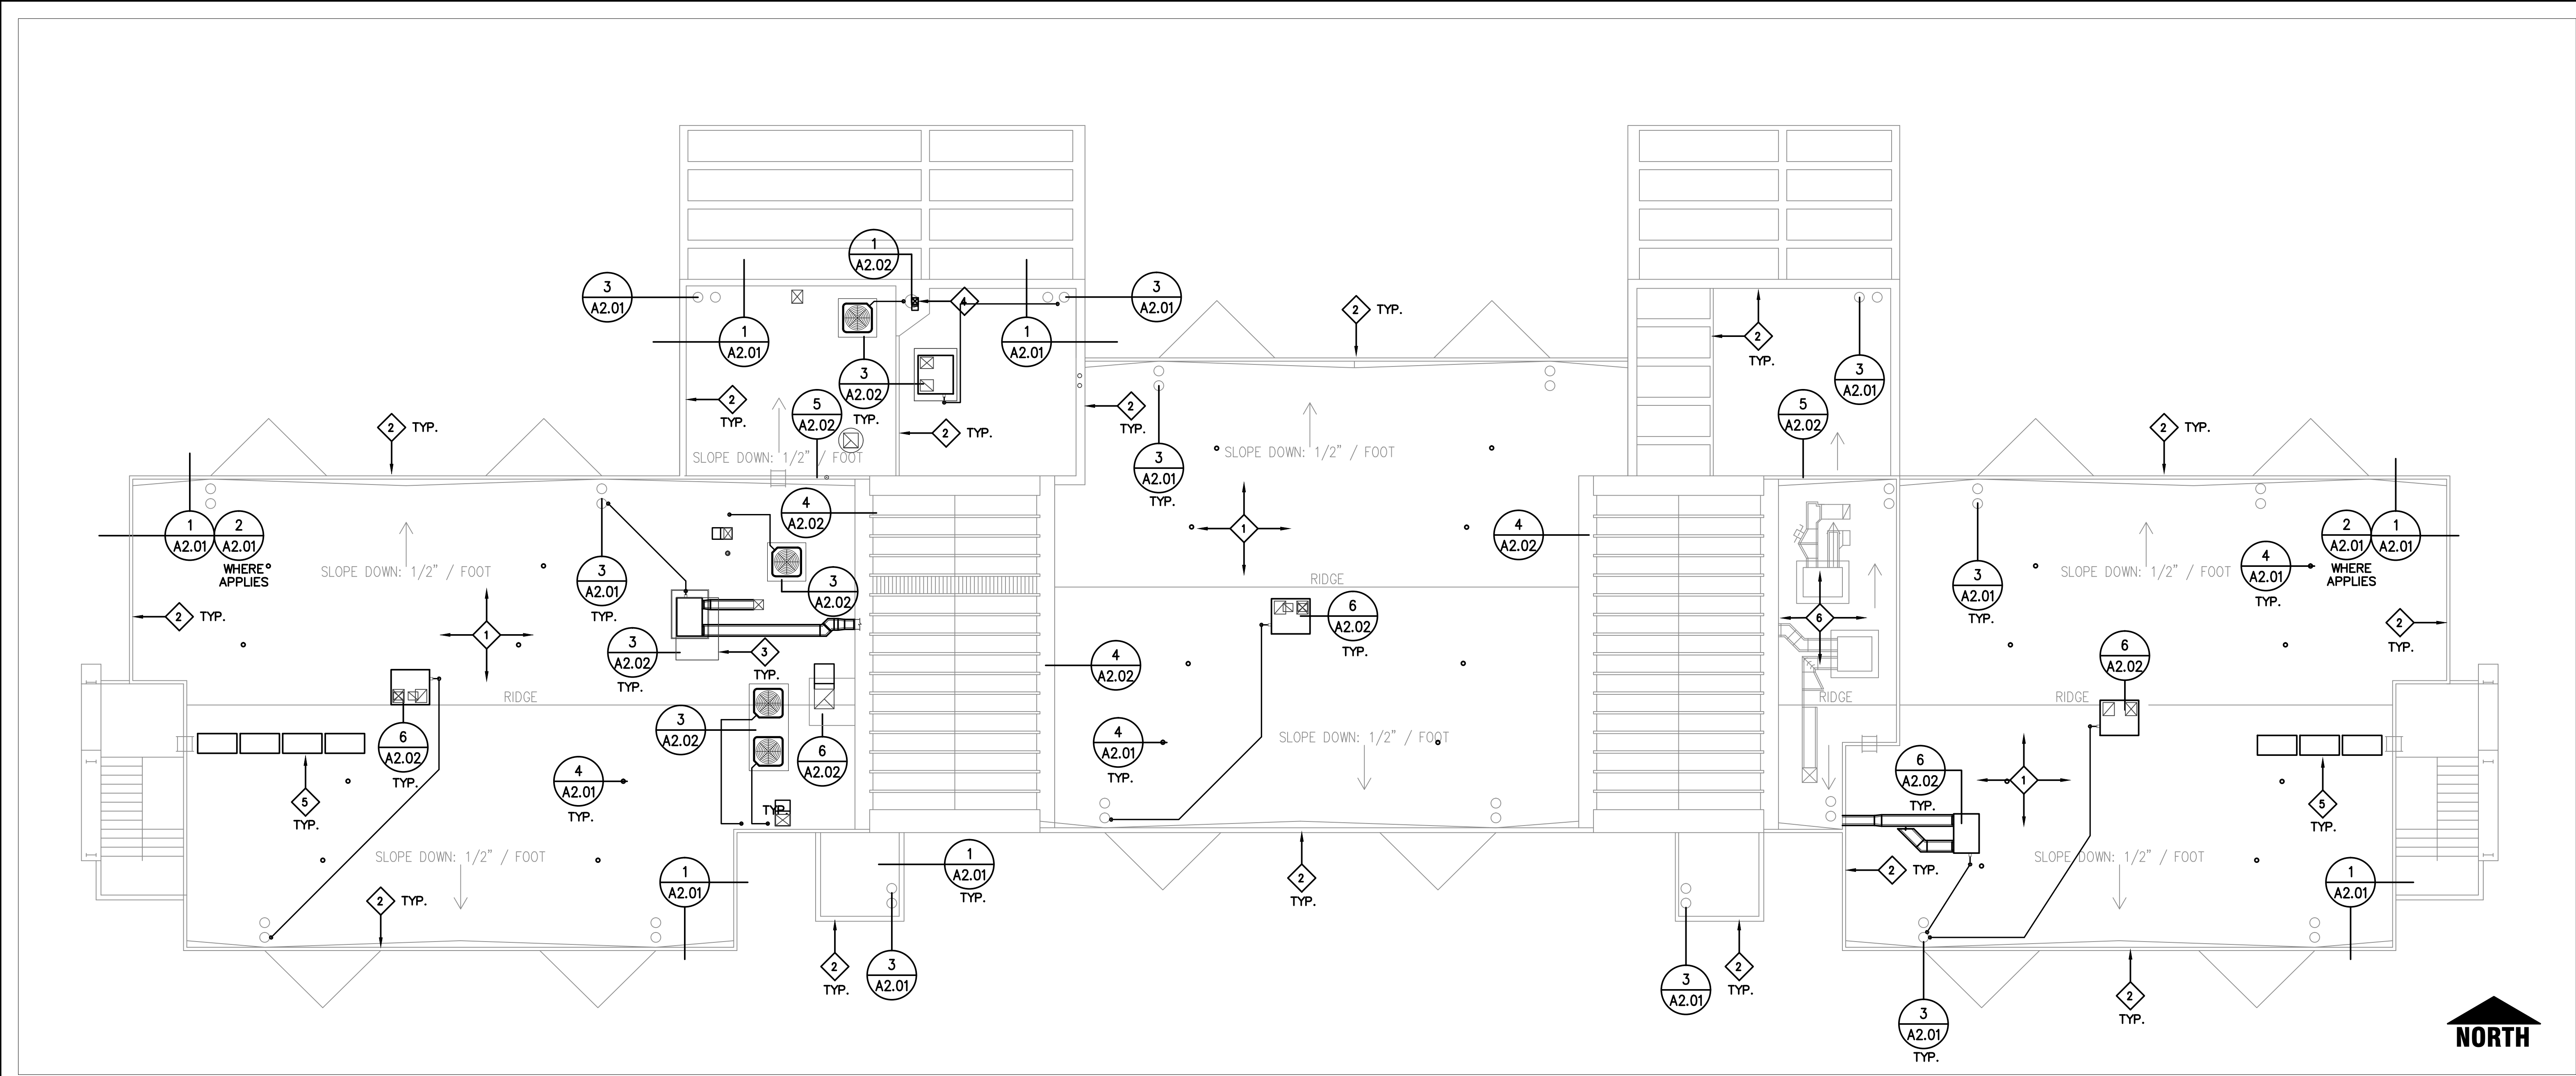 1
A2.02
3
A2.01
3
A2.01
4
1
A2.01
1
A2.01
2 TYP.
2
TYP.
3
A2.01
3
A2.02
TYP.
2
TYP.
5
A2.02
2
TYP.
2 TYP.
5
A2.02
2 TYP.
2 TYP.
SLOPE DOWN: 1/2" / FOOT
SLOPE DOWN: 1/2" / FOOT
3
A2.01
TYP.
4
A2.02
1
4
A2.02
1
A2.01
2
A2.01
WHERE
APPLIES
2
A2.01
1
A2.01
WHERE
APPLIES
SLOPE DOWN: 1/2" / FOOT
3
A2.01
TYP.
3
A2.02
RIDGE
3
A2.01
TYP.
SLOPE DOWN: 1/2" / FOOT
4
A2.01
TYP.
2 TYP.
1
6
A2.02
TYP.
6
2
TYP.
3
A2.02
TYP.
3
TYP.
4
A2.02
6
A2.02
TYP.
RIDGE
RIDGE
RIDGE
6
A2.02
TYP.
3
A2.02
6
A2.02
4
A2.01
TYP.
SLOPE DOWN: 1/2" / FOOT
5
TYP.
4
A2.01
TYP.
TYP.
6
A2.02
TYP.
1
5
TYP.
SLOPE DOWN: 1/2" / FOOT
SLOPE DOWN: 1/2" / FOOT
2 TYP.
1
A2.01
1
A2.01
TYP.
2
TYP.
2 TYP.
1
A2.01
2
TYP.
3
A2.01
3
A2.01
2
TYP.
3
A2.01
TYP.
2
TYP.
NORTH